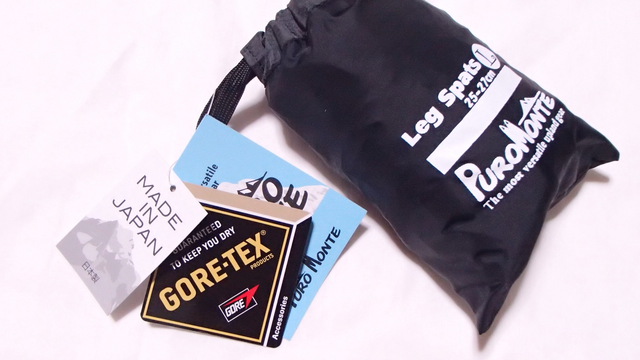 Leg Spats L
25-27cm
PUROMONTE
The most versatile upland gear
MADE
IN
JAPAN
日本製
GUARANTEED
TO KEEP YOU DRY
GORE-TEX®
PRODUCTS
GORE
Accessories
PURO MONTE